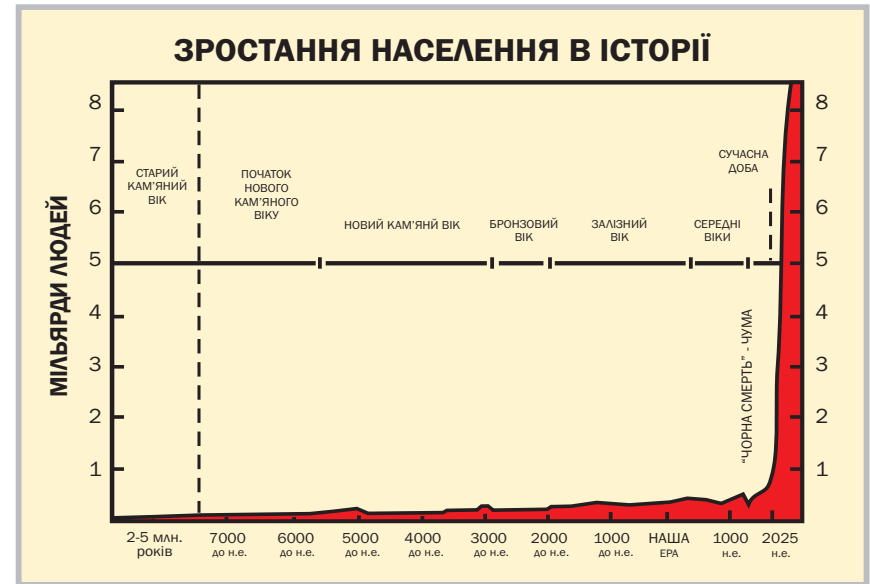 ЗРОСТАННЯ НАСЕЛЕННЯ В ІСТОРІЇ
МІЛЬЯРДИ ЛЮДЕЙ
8
7
6
5
4
3
2
1
СТАРИЙ
КАМ'ЯНИЙ
ВІК
ПОЧАТОК
НОВОГО
КАМ'ЯНОГО
ВІКУ
НОВИЙ КАМ'ЯНЙ ВІК
БРОНЗОВИЙ
ВІК
ЗАЛІЗНИЙ
ВІК
СЕРЕДНІ
ВІКИ
СУЧАСНА
ДОБА
"ЧОРНА СМЕРТЬ" - ЧУМА
8
7
6
5
4
3
2
1
2-5 млн.
років
7000
до н.е.
6000
до н.е.
5000
до н.е.
4000
до н.е.
3000
до н.е.
2000
до н.е.
1000
до н.е.
НАША
ЕРА
1000
н.е.
2025
н.е.